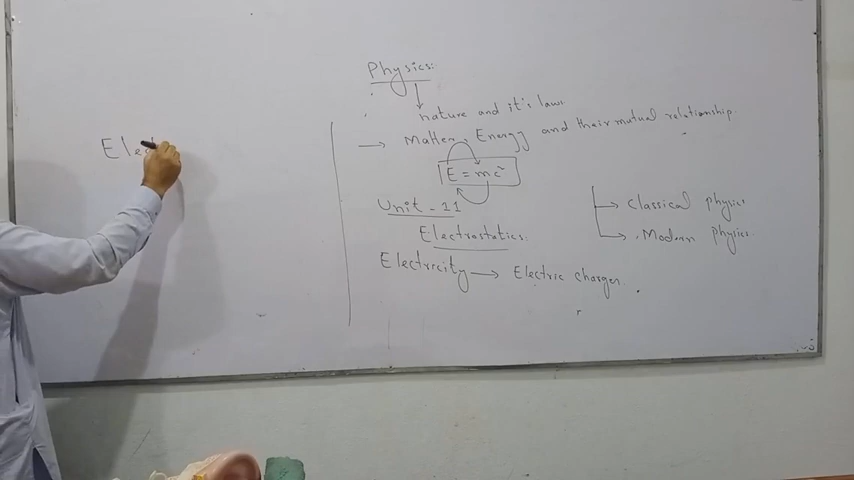 Elect
Physics:
nature and it's laws
Matter, Energy and their mutual relationship
E = mc²
Unit - 11
Electrostatics:
Electricity → Electric charges.
Classical physics
Modern physics